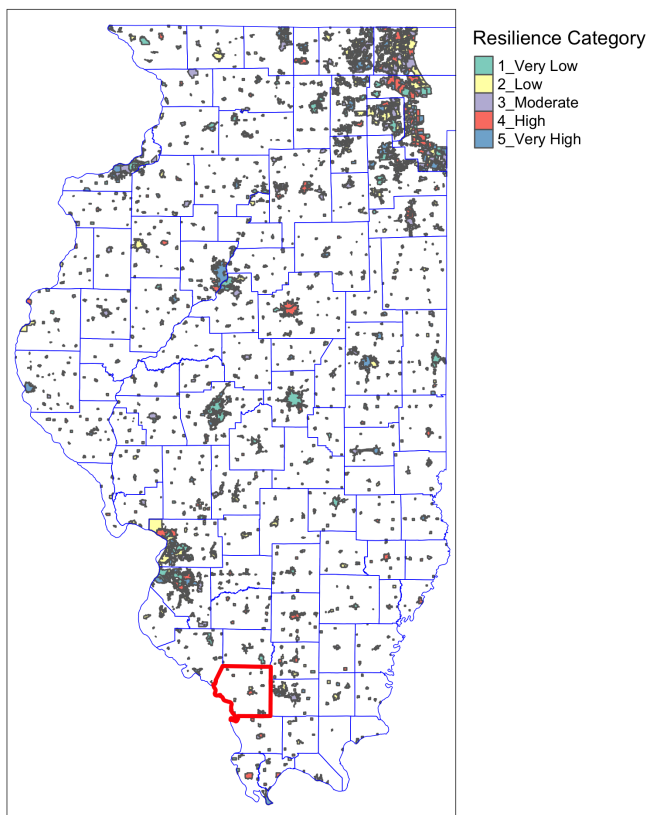 Resilience Category
1_Very Low
2_Low
3_Moderate
4_High
5_Very High